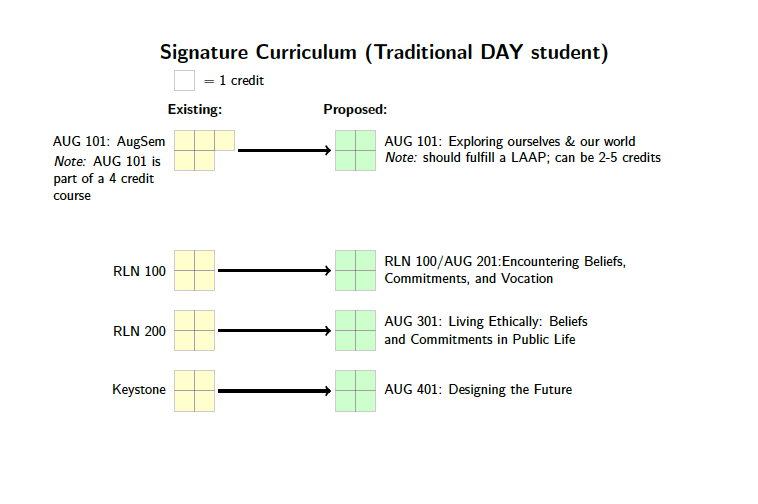 Signature Curriculum (Traditional DAY student)
= 1 credit
Existing:
Proposed:
AUG 101: AugSem
Note: AUG 101 is
part of a 4 credit
course
AUG 101: Exploring ourselves & our world
Note: should fulfill a LAAP; can be 2-5 credits
RLN 100
RLN 100/AUG 201:Encountering Beliefs,
Commitments, and Vocation
RLN 200
AUG 301: Living Ethically: Beliefs
and Commitments in Public Life
Keystone
AUG 401: Designing the Future